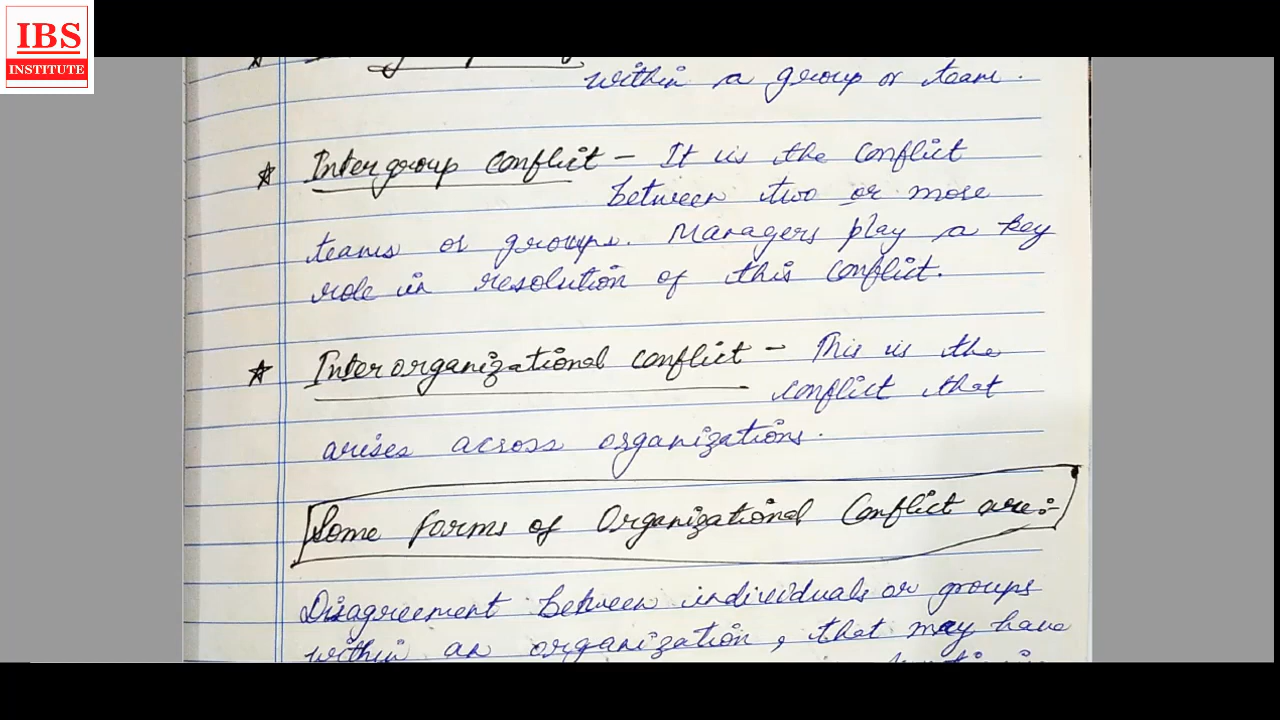 IBS
INSTITUTE
within a group or team.
☆ Intergroup conflict - It is the conflict
between two or more
teams or groups. Managers play a key
role in resolution of this conflict.
☆ Interorganizational conflict - This is the
conflict that
arises across organizations.
Some forms of Organizational Conflict are:-
Disagreement between individuals or groups
within an organization, that may have